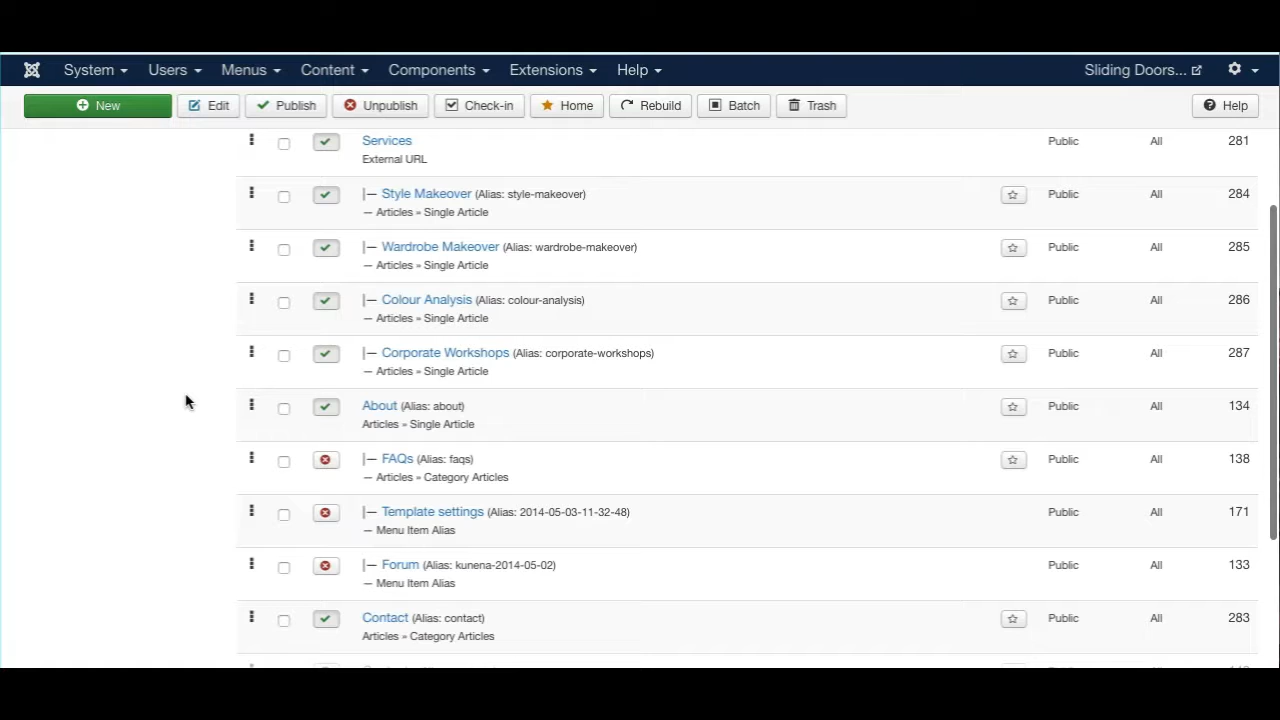 System Users Menus Content Components Extensions Help Sliding Doors...
New Edit Publish Unpublish Check-in Home Rebuild Batch Trash Help
Services Public All 281
External URL
|— Style Makeover (Alias: style-makeover) Public All 284
— Articles » Single Article
|— Wardrobe Makeover (Alias: wardrobe-makeover) Public All 285
— Articles » Single Article
|— Colour Analysis (Alias: colour-analysis) Public All 286
— Articles » Single Article
|— Corporate Workshops (Alias: corporate-workshops) Public All 287
— Articles » Single Article
About (Alias: about) Public All 134
Articles » Single Article
|— FAQs (Alias: faqs) Public All 138
— Articles » Category Articles
|— Template settings (Alias: 2014-05-03-11-32-48) Public All 171
— Menu Item Alias
|— Forum (Alias: kunena-2014-05-02) Public All 133
— Menu Item Alias
Contact (Alias: contact) Public All 283
Articles » Category Articles